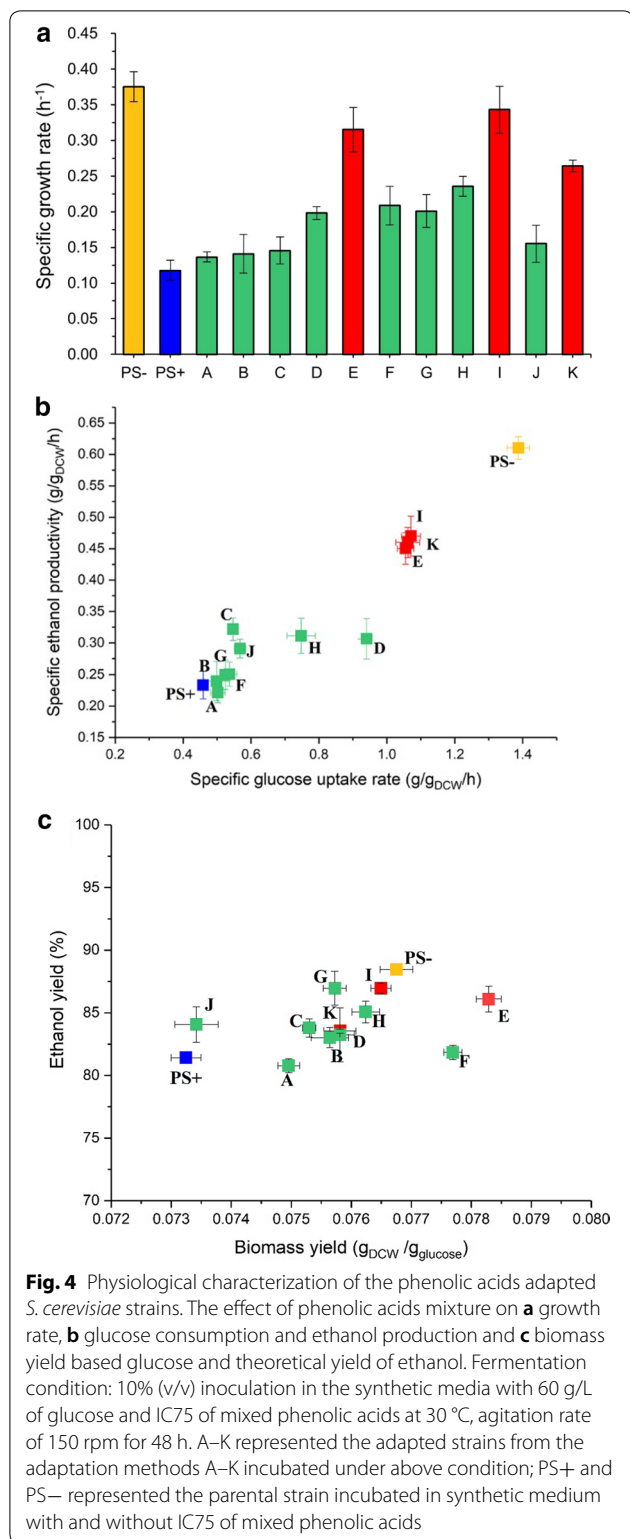 a
Specific growth rate (h-1)
0.45
0.40
0.35
0.30
0.25
0.20
0.15
0.10
0.05
0.00
PS- PS+ A B C D E F G H I J K
b
Specific ethanol productivity (g/gDCW/h)
0.65
0.60
0.55
0.50
0.45
0.40
0.35
0.30
0.25
0.20
0.15
PS-
I
K
E
C
J
H
D
G
B
F
PS+
A
0.2 0.4 0.6 0.8 1.0 1.2 1.4
Specific glucose uptake rate (g/gDCW/h)
c
Ethanol yield (%)
100
95
90
85
80
75
70
PS-
G
I
J
K
H
E
C
D
B
F
PS+
A
0.072 0.073 0.074 0.075 0.076 0.077 0.078 0.079 0.080
Biomass yield (gDCW /gglucose)
Fig. 4 Physiological characterization of the phenolic acids adapted
S. cerevisiae strains. The effect of phenolic acids mixture on a growth
rate, b glucose consumption and ethanol production and c biomass
yield based glucose and theoretical yield of ethanol. Fermentation
condition: 10% (v/v) inoculation in the synthetic media with 60 g/L
of glucose and IC75 of mixed phenolic acids at 30 °C, agitation rate
of 150 rpm for 48 h. A–K represented the adapted strains from the
adaptation methods A–K incubated under above condition; PS+ and
PS− represented the parental strain incubated in synthetic medium
with and without IC75 of mixed phenolic acids